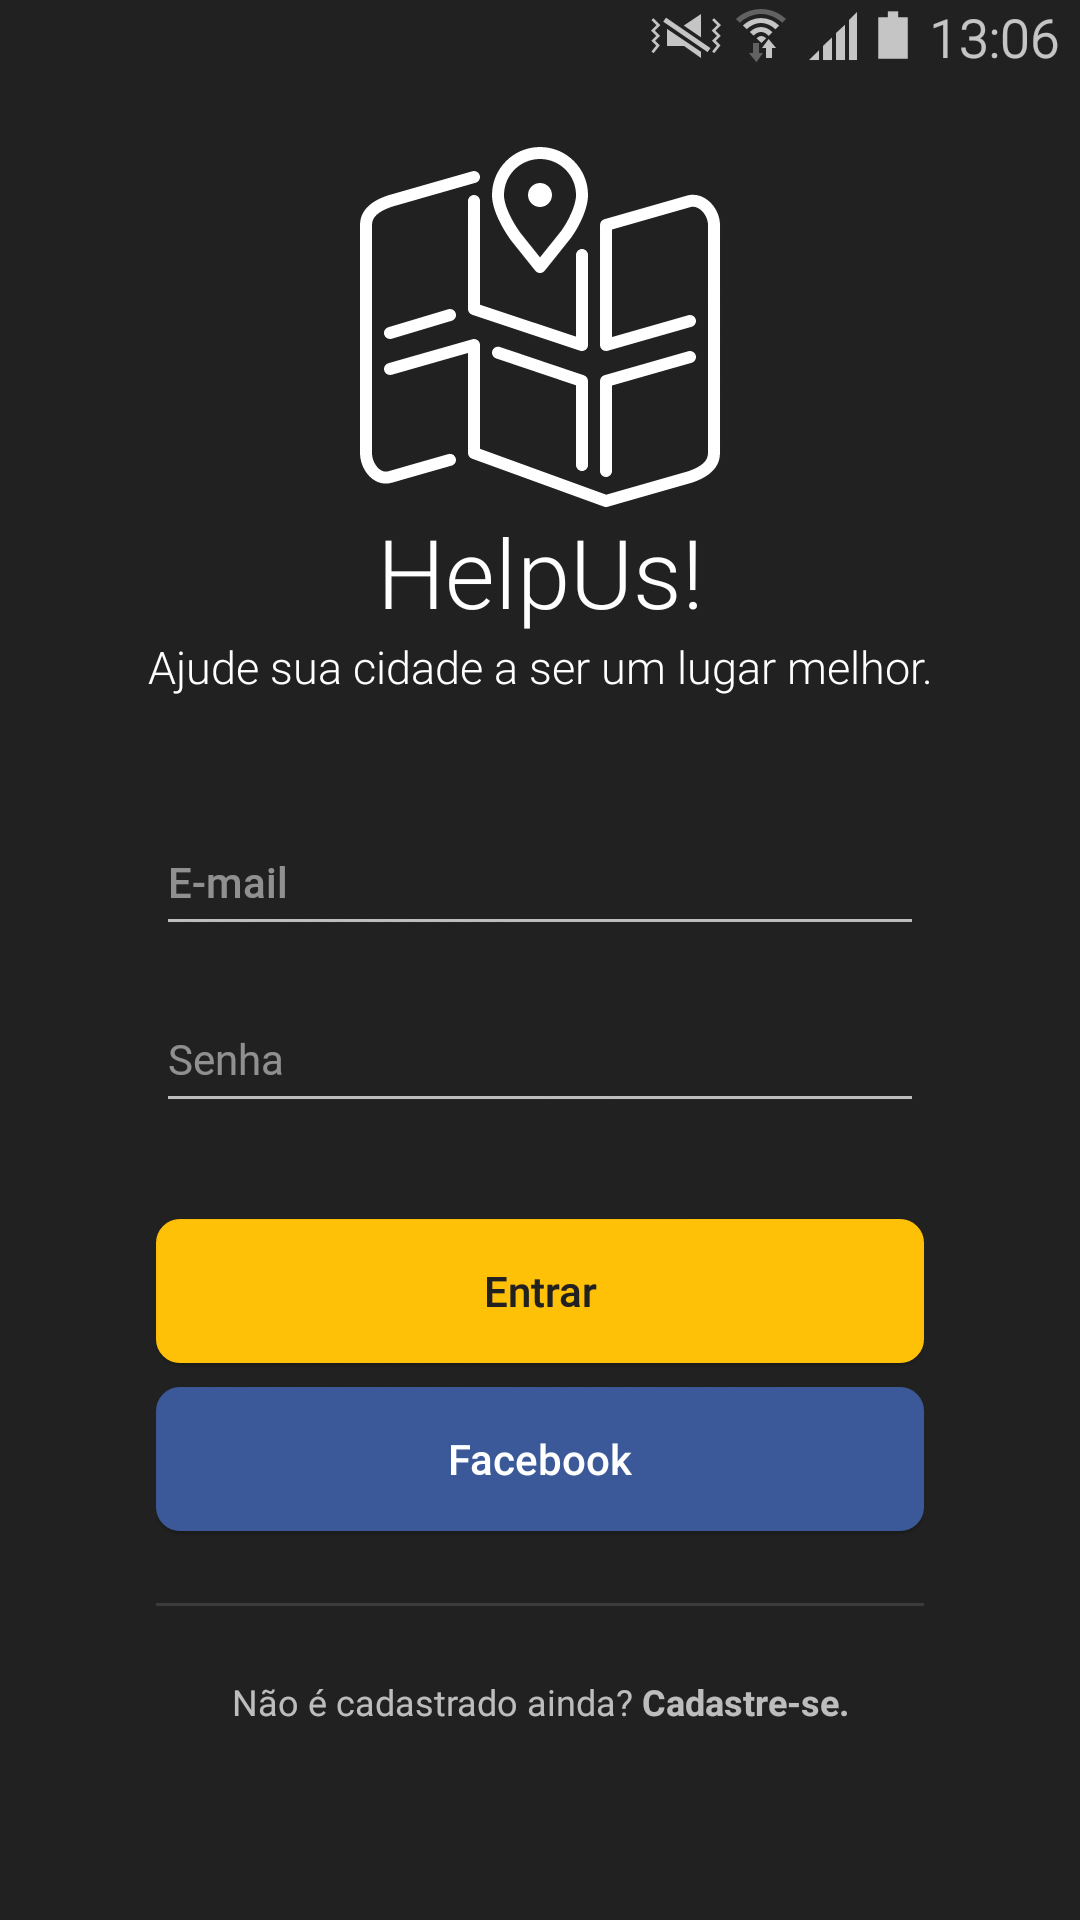 13:06
HelpUs!
Ajude sua cidade a ser um lugar melhor.
E-mail
Senha
Entrar
Facebook
Não é cadastrado ainda? Cadastre-se.